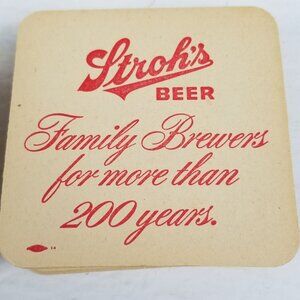 Stroh's
BEER
Family Brewers
for more than
200 years.